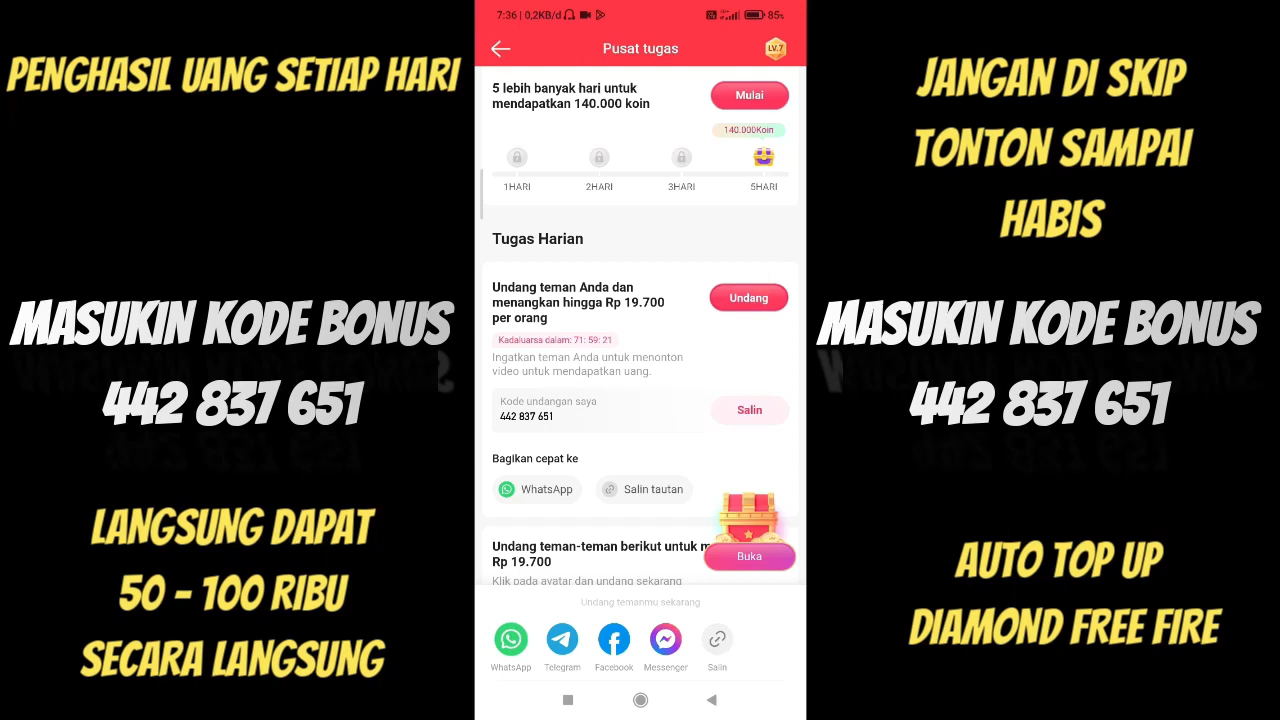 PENGHASIL UANG SETIAP HARI
MASUKIN KODE BONUS
442 837 651
LANGSUNG DAPAT
50 - 100 RIBU
SECARA LANGSUNG
7:36 | 0,2KB/d
85%
Pusat tugas
LV.7
5 lebih banyak hari untuk
mendapatkan 140.000 koin
Mulai
140.000Koin
1HARI
2HARI
3HARI
5HARI
Tugas Harian
Undang teman Anda dan
menangkan hingga Rp 19.700
per orang
Undang
Kadaluarsa dalam: 71: 59: 21
Ingatkan teman Anda untuk menonton
video untuk mendapatkan uang.
Kode undangan saya
442 837 651
Salin
Bagikan cepat ke
WhatsApp
Salin tautan
Undang teman-teman berikut untuk m
Rp 19.700
Buka
Klik pada avatar dan undang sekarang
Undang temanmu sekarang
WhatsApp
Telegram
Facebook
Messenger
Salin
JANGAN DI SKIP
TONTON SAMPAI
HABIS
MASUKIN KODE BONUS
442 837 651
AUTO TOP UP
DIAMOND FREE FIRE